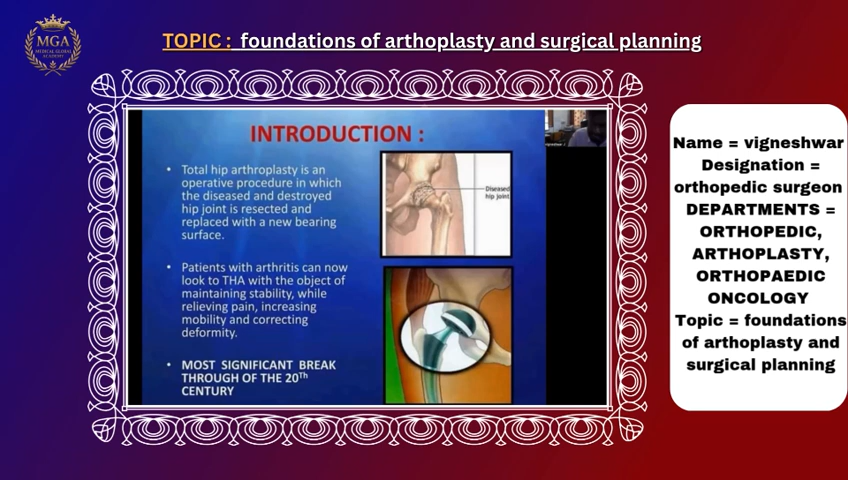 MGA
MEDICAL GLOBAL
ACADEMY
TOPIC : foundations of arthoplasty and surgical planning
INTRODUCTION :
• Total hip arthroplasty is an
operative procedure in which
the diseased and destroyed
hip joint is resected and
replaced with a new bearing
surface.
• Patients with arthritis can now
look to THA with the object of
maintaining stability, while
relieving pain, increasing
mobility and correcting
deformity.
• MOST SIGNIFICANT BREAK
THROUGH OF THE 20Th
CENTURY
Diseased
hip joint
Name = vigneshwar
Designation =
orthopedic surgeon
DEPARTMENTS =
ORTHOPEDIC,
ARTHOPLASTY,
ORTHOPAEDIC
ONCOLOGY
Topic = foundations
of arthoplasty and
surgical planning